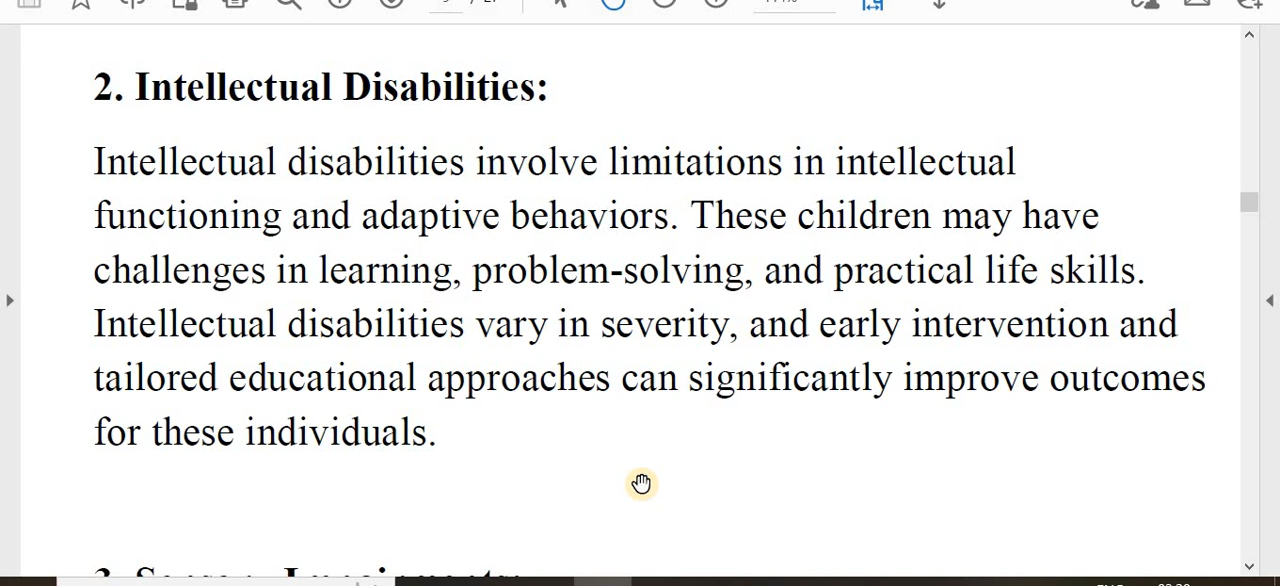 2. Intellectual Disabilities:
Intellectual disabilities involve limitations in intellectual
functioning and adaptive behaviors. These children may have
challenges in learning, problem-solving, and practical life skills.
Intellectual disabilities vary in severity, and early intervention and
tailored educational approaches can significantly improve outcomes
for these individuals.